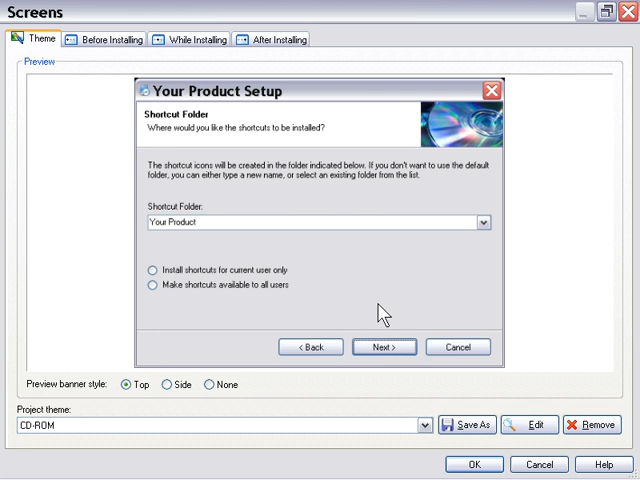 Screens
Theme
Before Installing
While Installing
After Installing
Preview
Your Product Setup
Shortcut Folder
Where would you like the shortcuts to be installed?
The shortcut icons will be created in the folder indicated below. If you don't want to use the default
folder, you can either type a new name, or select an existing folder from the list.
Shortcut Folder:
Your Product
Install shortcuts for current user only
Make shortcuts available to all users
< Back
Next >
Cancel
Preview banner style:
Top
Side
None
Project theme:
CD-ROM
Save As
Edit
Remove
OK
Cancel
Help